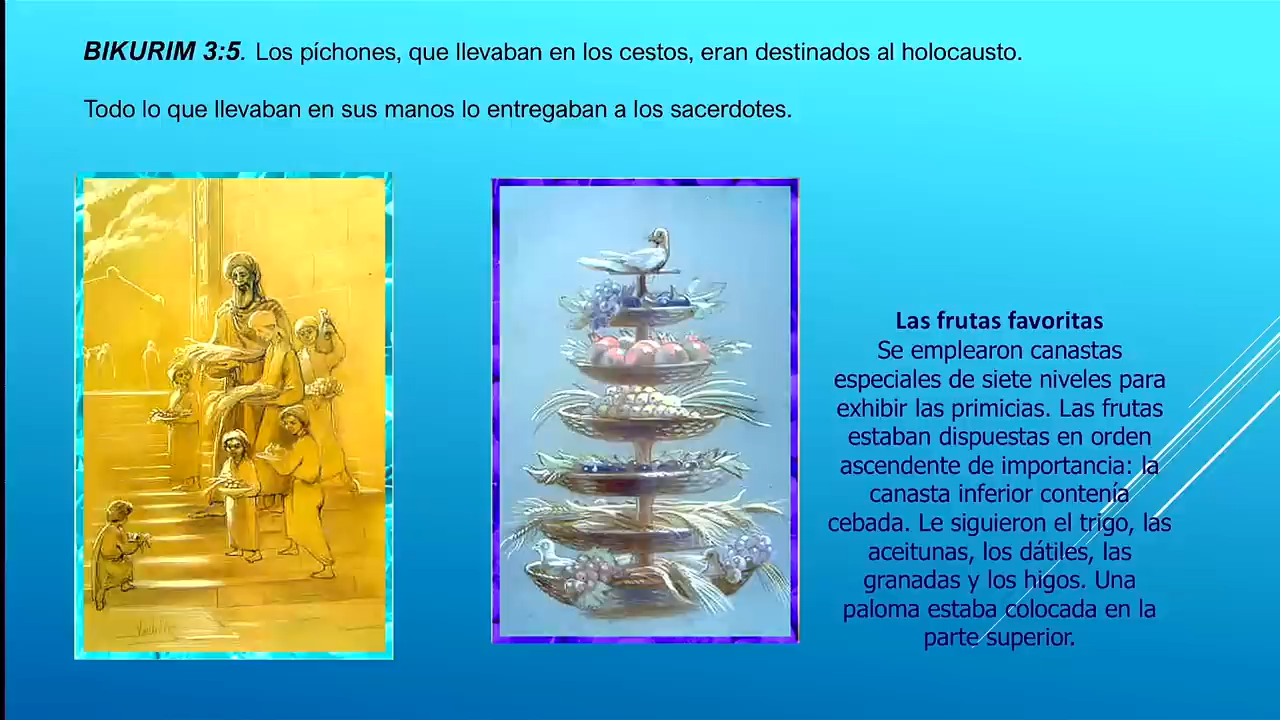 BIKURIM 3:5. Los píchones, que llevaban en los cestos, eran destinados al holocausto.
Todo lo que llevaban en sus manos lo entregaban a los sacerdotes.
Las frutas favoritas
Se emplearon canastas
especiales de siete niveles para
exhibir las primicias. Las frutas
estaban dispuestas en orden
ascendente de importancia: la
canasta inferior contenía
cebada. Le siguieron el trigo, las
aceitunas, los dátiles, las
granadas y los higos. Una
paloma estaba colocada en la
parte superior.